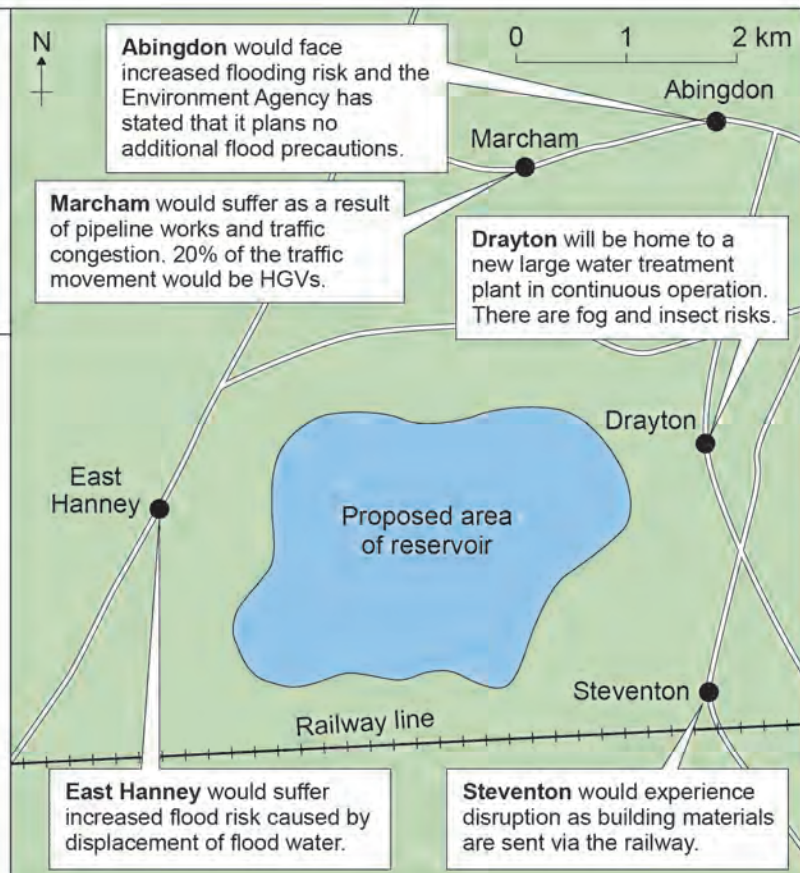 N
Abingdon would face
increased flooding risk and the
Environment Agency has
stated that it plans no
additional flood precautions.
0 1 2 km
Abingdon
Marcham
Marcham would suffer as a result
of pipeline works and traffic
congestion. 20% of the traffic
movement would be HGVs.
Drayton will be home to a
new large water treatment
plant in continuous operation.
There are fog and insect risks.
Drayton
East
Hanney
Proposed area
of reservoir
Steventon
Railway line
East Hanney would suffer
increased flood risk caused by
displacement of flood water.
Steventon would experience
disruption as building materials
are sent via the railway.